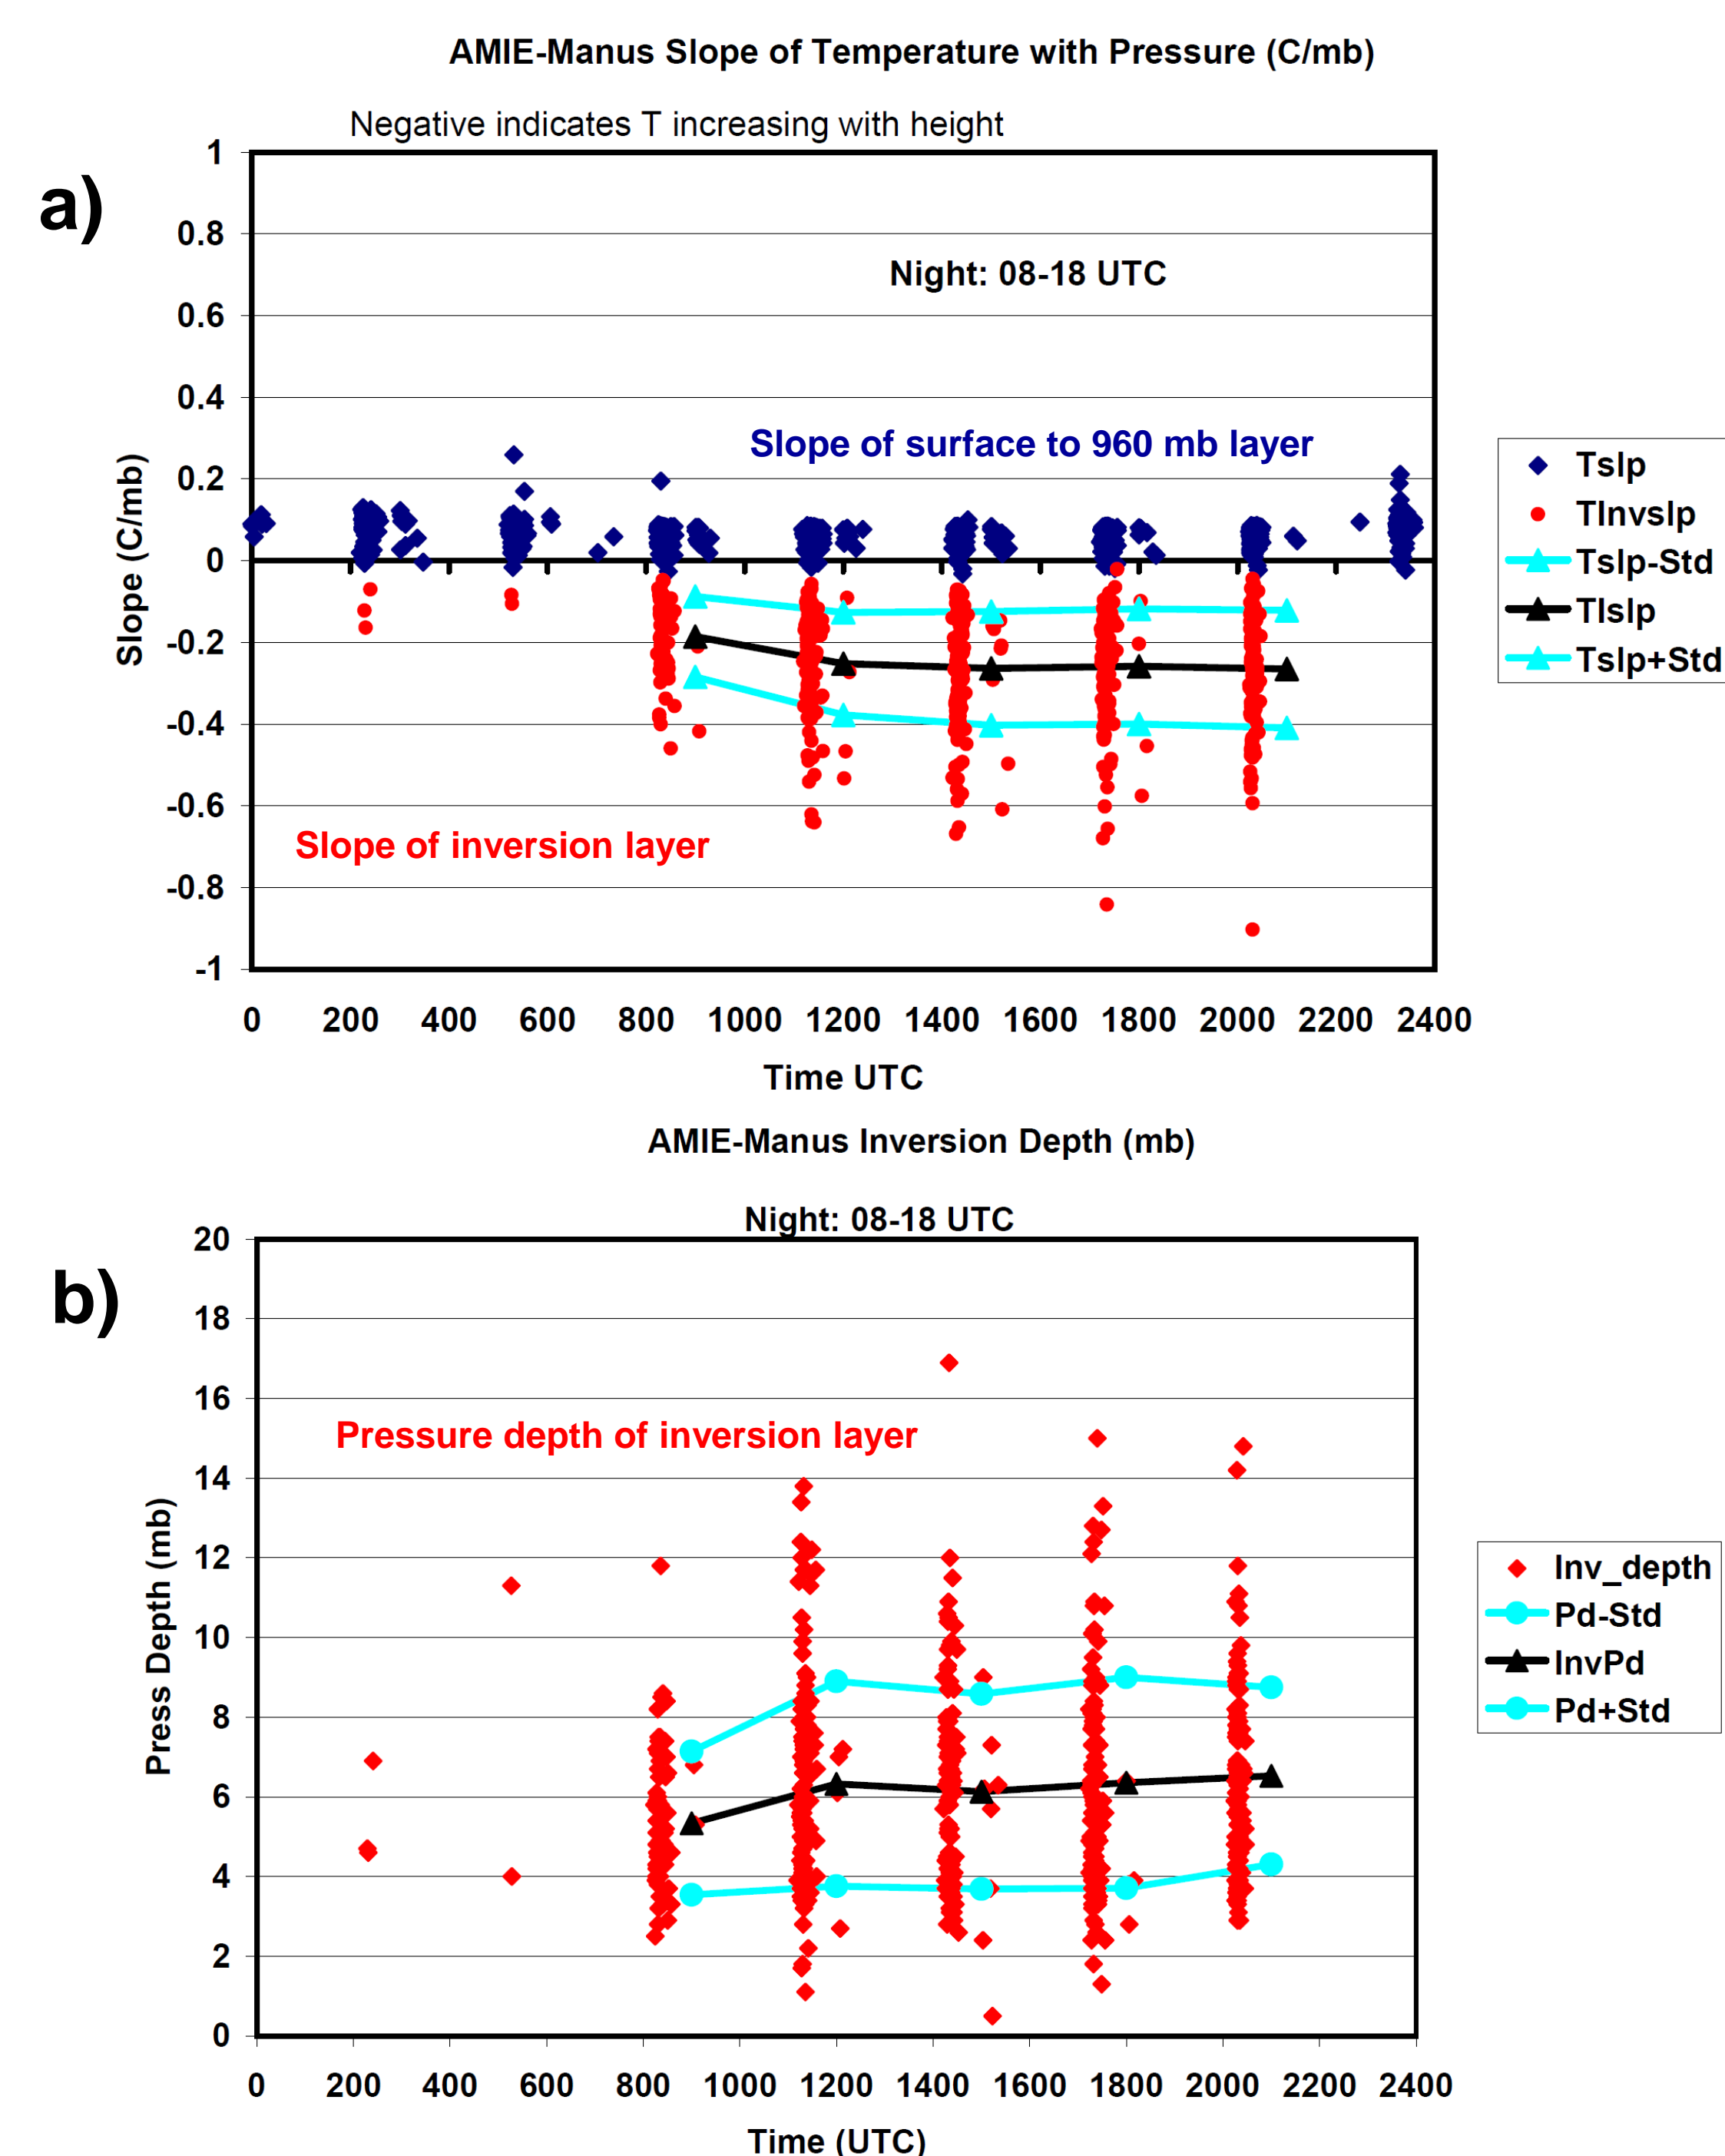 AMIE-Manus Slope of Temperature with Pressure (C/mb)
Negative indicates T increasing with height
a)
1
0.8
0.6
0.4
0.2
0
-0.2
-0.4
-0.6
-0.8
-1
Slope (C/mb)
Night: 08-18 UTC
Slope of surface to 960 mb layer
Slope of inversion layer
Tslp
TInvslp
Tslp-Std
TIslp
Tslp+Std
0 200 400 600 800 1000 1200 1400 1600 1800 2000 2200 2400
Time UTC
AMIE-Manus Inversion Depth (mb)
Night: 08-18 UTC
b)
20
18
16
14
12
10
8
6
4
2
0
Press Depth (mb)
Pressure depth of inversion layer
Inv_depth
Pd-Std
InvPd
Pd+Std
0 200 400 600 800 1000 1200 1400 1600 1800 2000 2200 2400
Time (UTC)